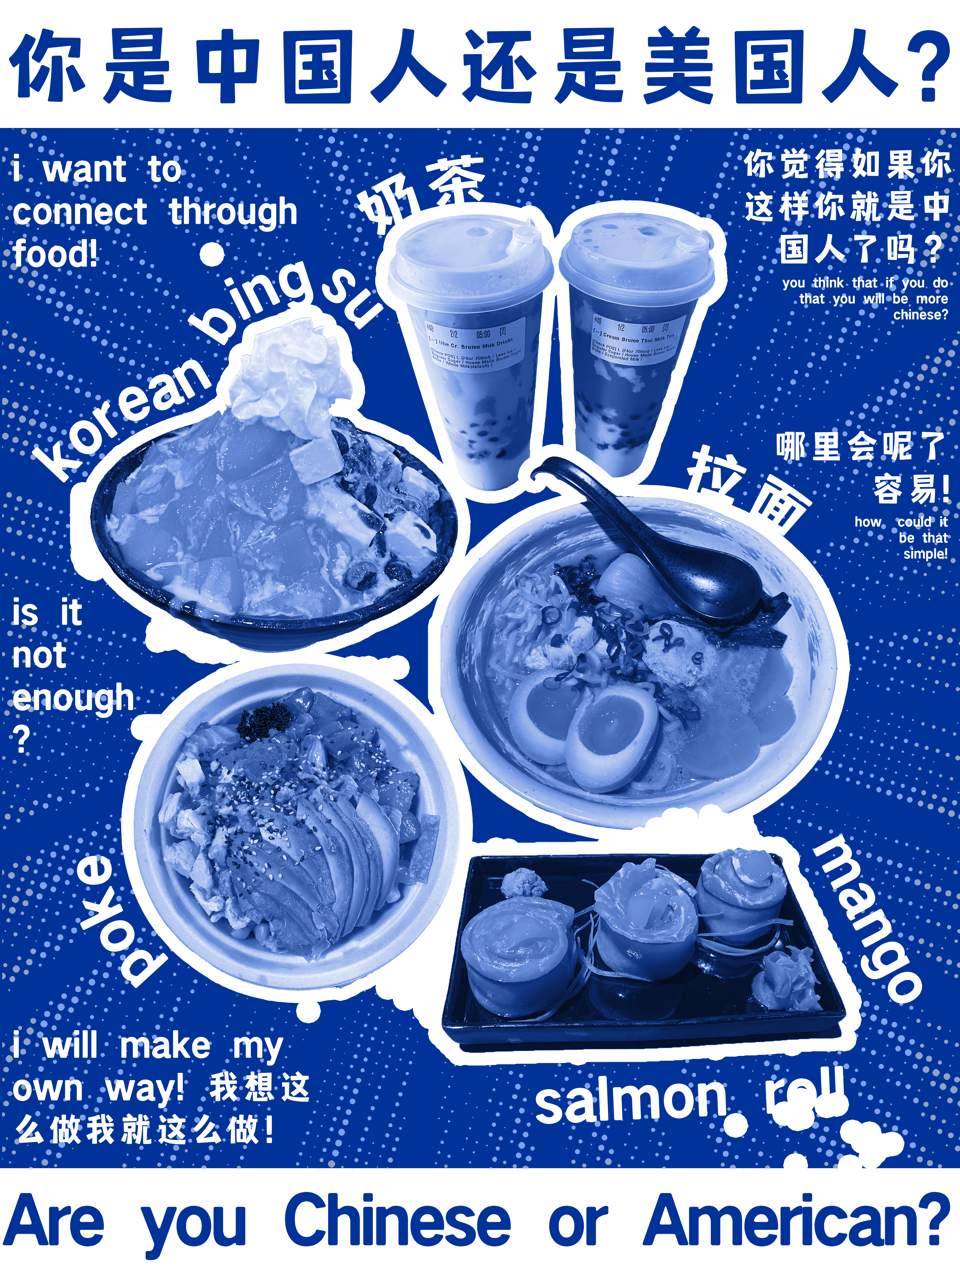 你是中国人还是美国人?
i want to
connect through
food!
奶茶
你觉得如果你
这样你就是中
国人了吗?
you think that if you do
that you will be more
chinese?
korean bing su
拉面
哪里会呢了
容易!
how could it
be that
simple!
is it
not
enough
?
poke
mango
salmon roll
i will make my
own way! 我想这
么做我就这么做!
Are you Chinese or American?